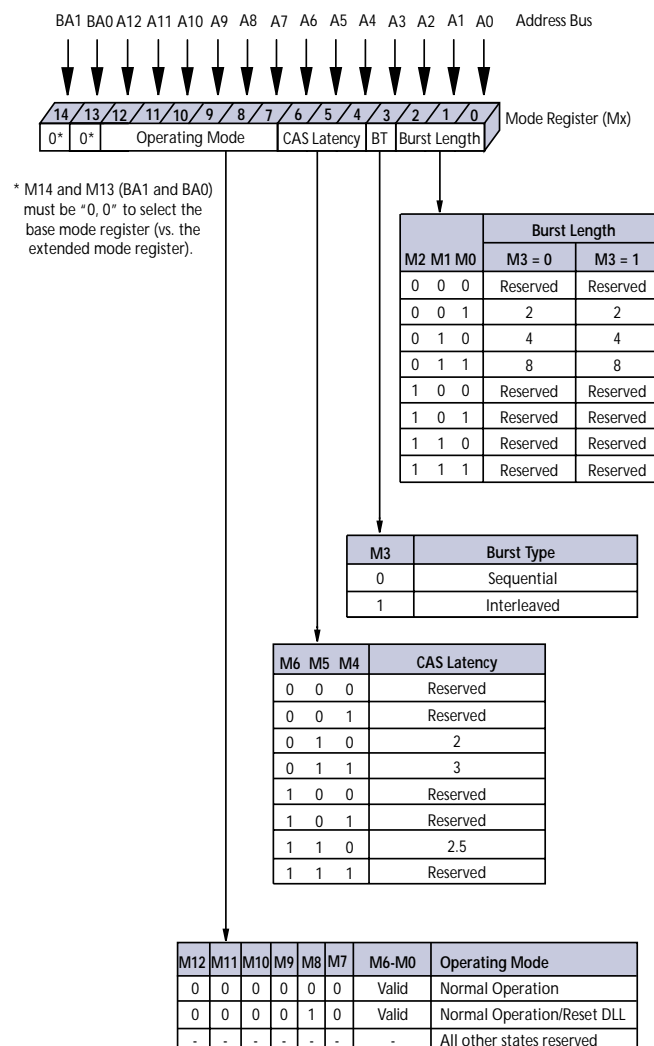 BA1 BA0 A12 A11 A10 A9 A8 A7 A6 A5 A4 A3 A2 A1 A0 Address Bus
14 13 12 11 10 9 8 7 6 5 4 3 2 1 0 Mode Register (Mx)
0* 0* Operating Mode CAS Latency BT Burst Length
* M14 and M13 (BA1 and BA0)
must be “0, 0” to select the
base mode register (vs. the
extended mode register).
Burst Length
M2 M1 M0 M3 = 0 M3 = 1
0 0 0 Reserved Reserved
0 0 1 2 2
0 1 0 4 4
0 1 1 8 8
1 0 0 Reserved Reserved
1 0 1 Reserved Reserved
1 1 0 Reserved Reserved
1 1 1 Reserved Reserved
M3 Burst Type
0 Sequential
1 Interleaved
M6 M5 M4 CAS Latency
0 0 0 Reserved
0 0 1 Reserved
0 1 0 2
0 1 1 3
1 0 0 Reserved
1 0 1 Reserved
1 1 0 2.5
1 1 1 Reserved
M12 M11 M10 M9 M8 M7 M6-M0 Operating Mode
0 0 0 0 0 0 Valid Normal Operation
0 0 0 0 1 0 Valid Normal Operation/Reset DLL
- - - - - - - All other states reserved